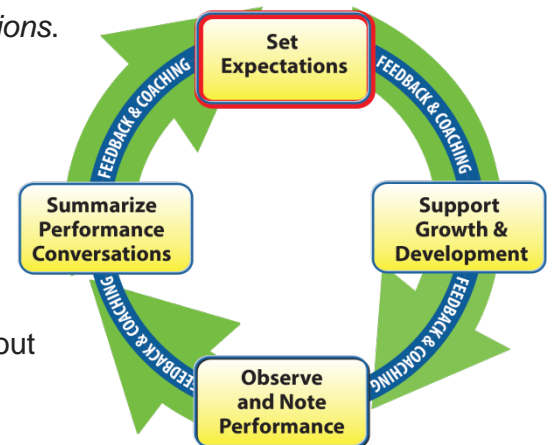 ions.
Set
Expectations
FEEDBACK & COACHING
FEEDBACK & COACHING
Summarize
Performance
Conversations
Support
Growth &
Development
FEEDBACK & COACHING
FEEDBACK & COACHING
out
Observe
and Note
Performance